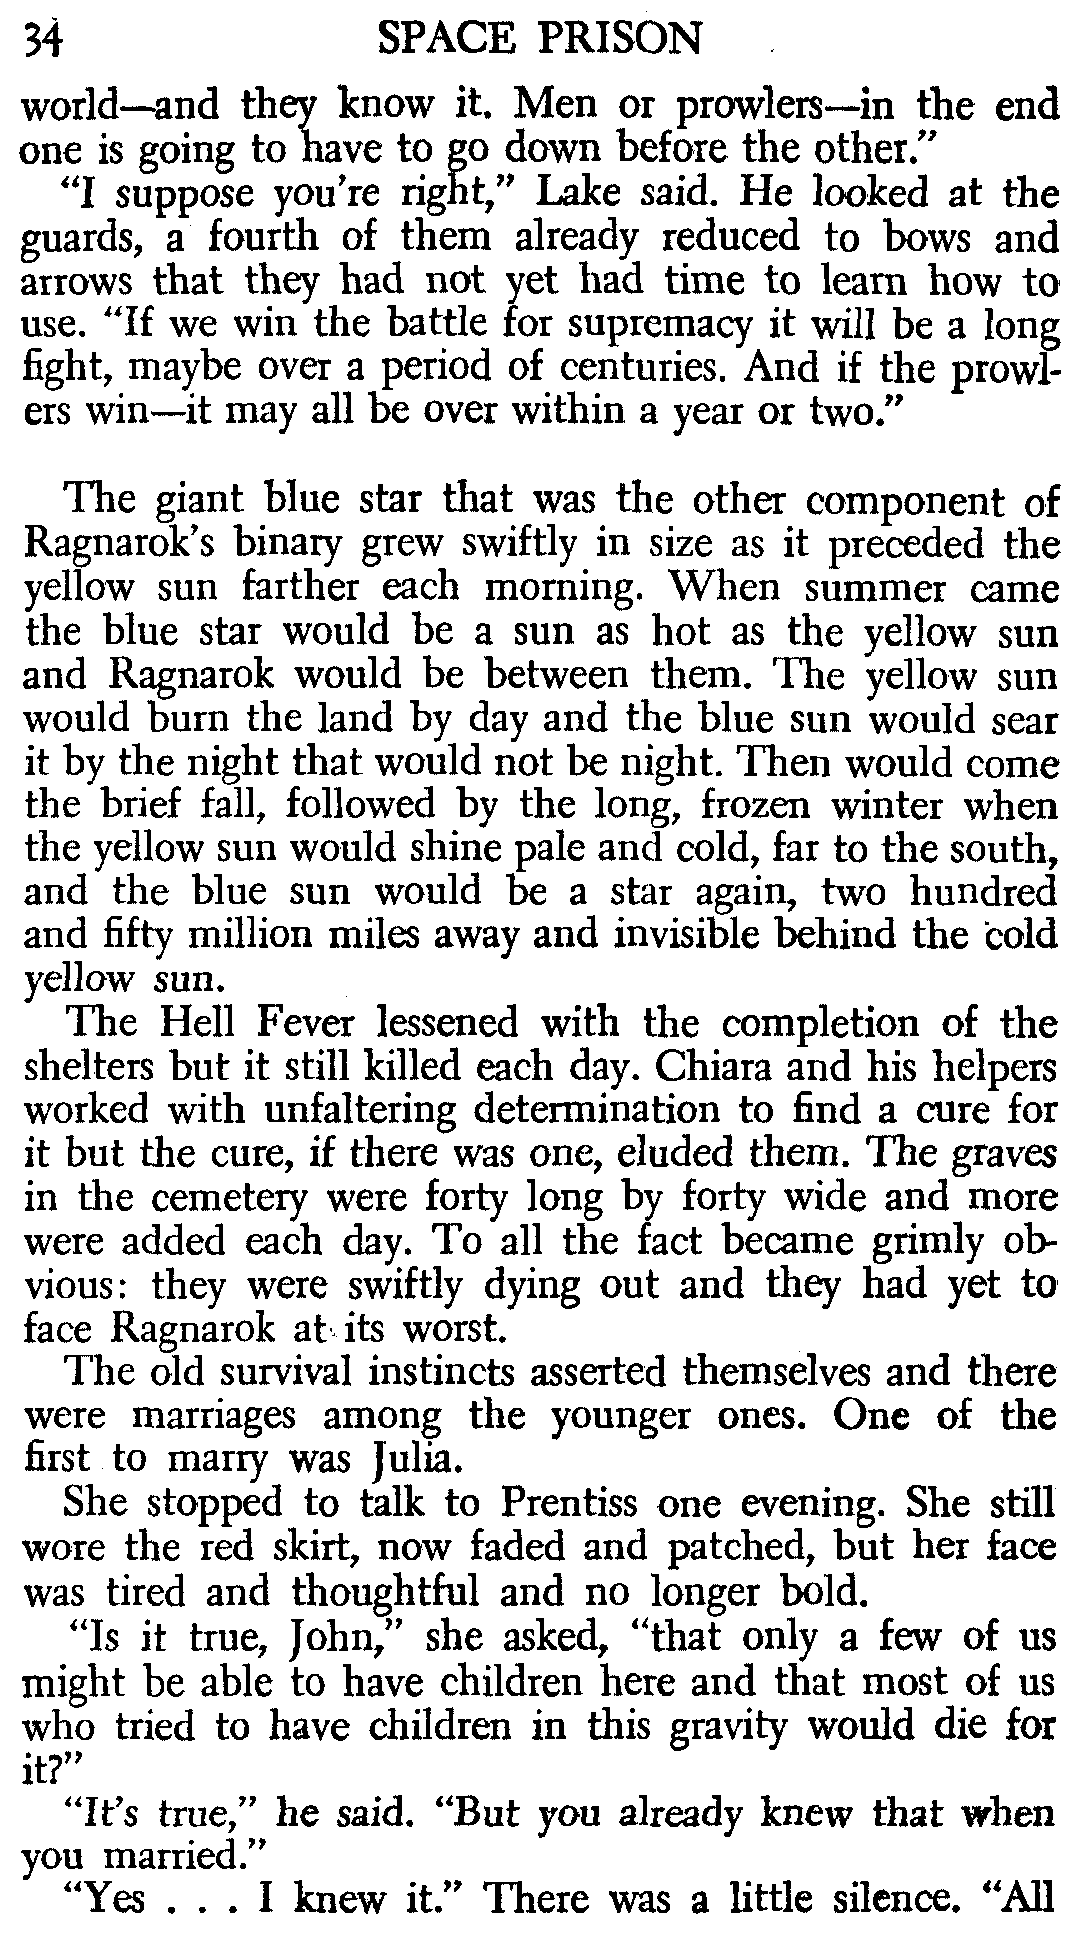 34 SPACE PRISON
world—and they know it. Men or prowlers—in the end
one is going to have to go down before the other.”
“I suppose you're right,” Lake said. He looked at the
guards, a fourth of them already reduced to bows and
arrows that they had not yet had time to learn how to
use. “If we win the battle for supremacy it will be a long
fight, maybe over a period of centuries. And if the prowl-
ers win—it may all be over within a year or two.”
The giant blue star that was the other component of
Ragnarok’s binary grew swiftly in size as it preceded the
yellow sun farther each morning. When summer came
the blue star would be a sun as hot as the yellow sun
and Ragnarok would be between them. The yellow sun
would burn the land by day and the blue sun would sear
it by the night that would not be night. Then would come
the brief fall, followed by the long, frozen winter when
the yellow sun would shine pale and cold, far to the south,
and the blue sun would be a star again, two hundred
and fifty million miles away and invisible behind the cold
yellow sun.
The Hell Fever lessened with the completion of the
shelters but it still killed each day. Chiara and his helpers
worked with unfaltering determination to find a cure for
it but the cure, if there was one, eluded them. The graves
in the cemetery were forty long by forty wide and more
were added each day. To all the fact became grimly ob-
vious: they were swiftly dying out and they had yet to
face Ragnarok at its worst.
The old survival instincts asserted themselves and there
were marriages among the younger ones. One of the
first to marry was Julia.
She stopped to talk to Prentiss one evening. She still
wore the red skirt, now faded and patched, but her face
was tired and thoughtful and no longer bold.
“Is it true, John,” she asked, “that only a few of us
might be able to have children here and that most of us
who tried to have children in this gravity would die for
it?”
“It’s true,” he said. “But you already knew that when
you married.”
“Yes . . . I knew it.” There was a little silence. “All